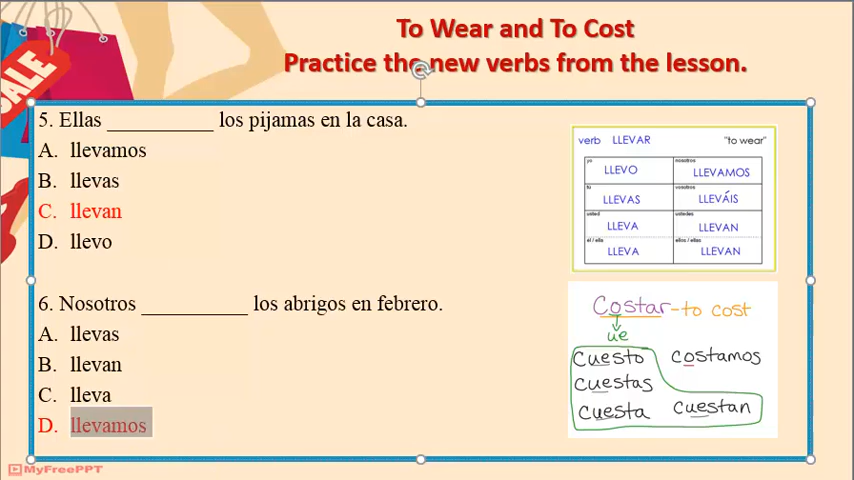 SALE
To Wear and To Cost
Practice the new verbs from the lesson.
5. Ellas __________ los pijamas en la casa.
A. llevamos
B. llevas
C. llevan
D. llevo
6. Nosotros __________ los abrigos en febrero.
A. llevas
B. llevan
C. lleva
D. llevamos
verb LLEVAR "to wear"
yo nosotros
LLEVO LLEVAMOS
tú vosotros
LLEVAS LLEVÁIS
usted ustedes
LLEVA LLEVAN
él / ella ellos / ellas
LLEVA LLEVAN
Costar - to cost
ue
Cuesto costamos
Cuestas
Cuesta cuestan
MyFreePPT